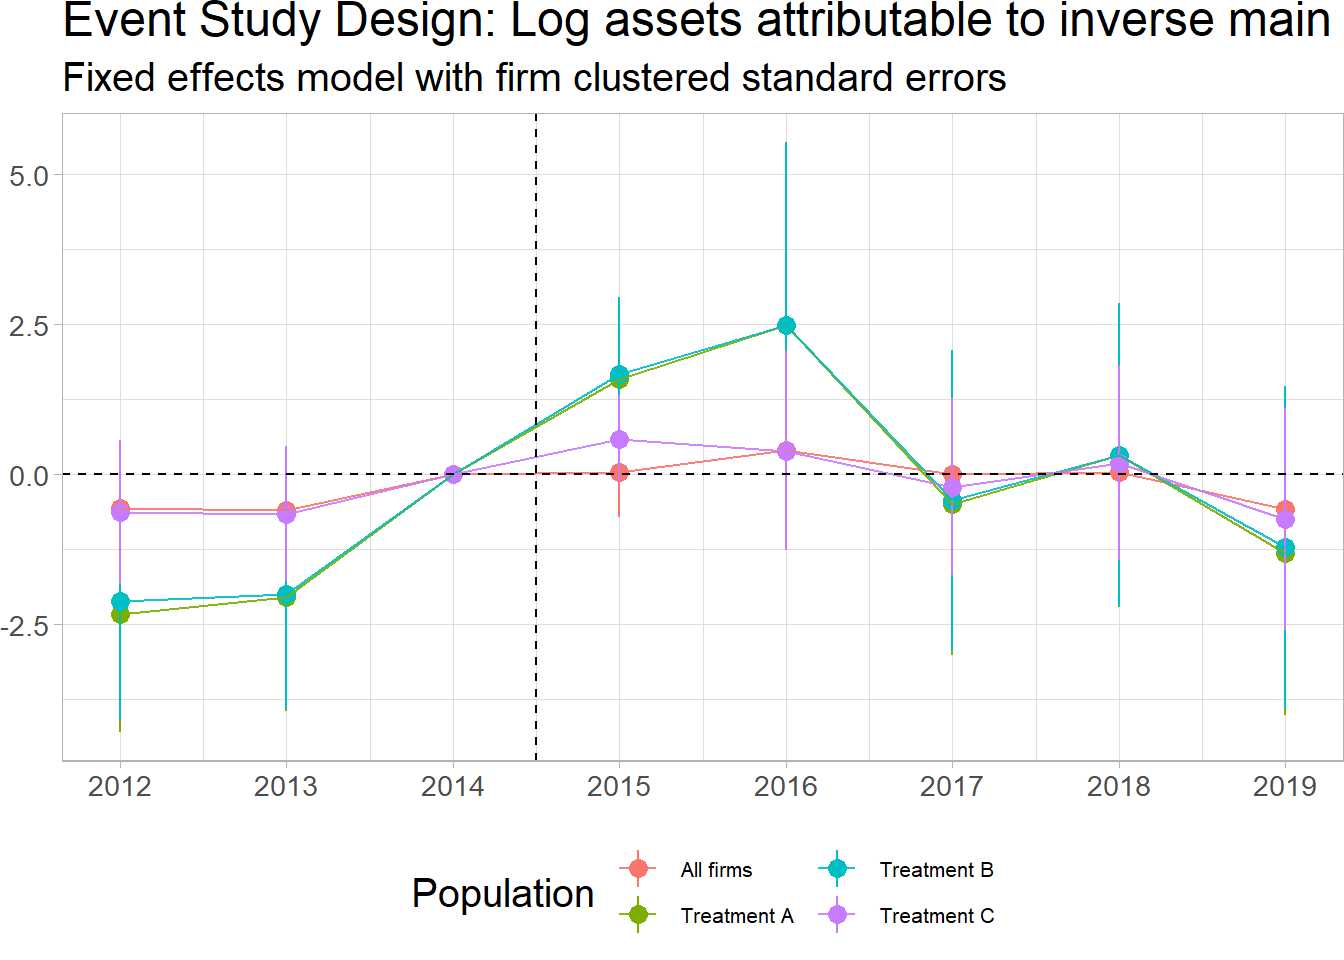 Event Study Design: Log assets attributable to inverse main
Fixed effects model with firm clustered standard errors
5.0
2.5
0.0
-2.5
2012 2013 2014 2015 2016 2017 2018 2019
Population
All firms Treatment B
Treatment A Treatment C